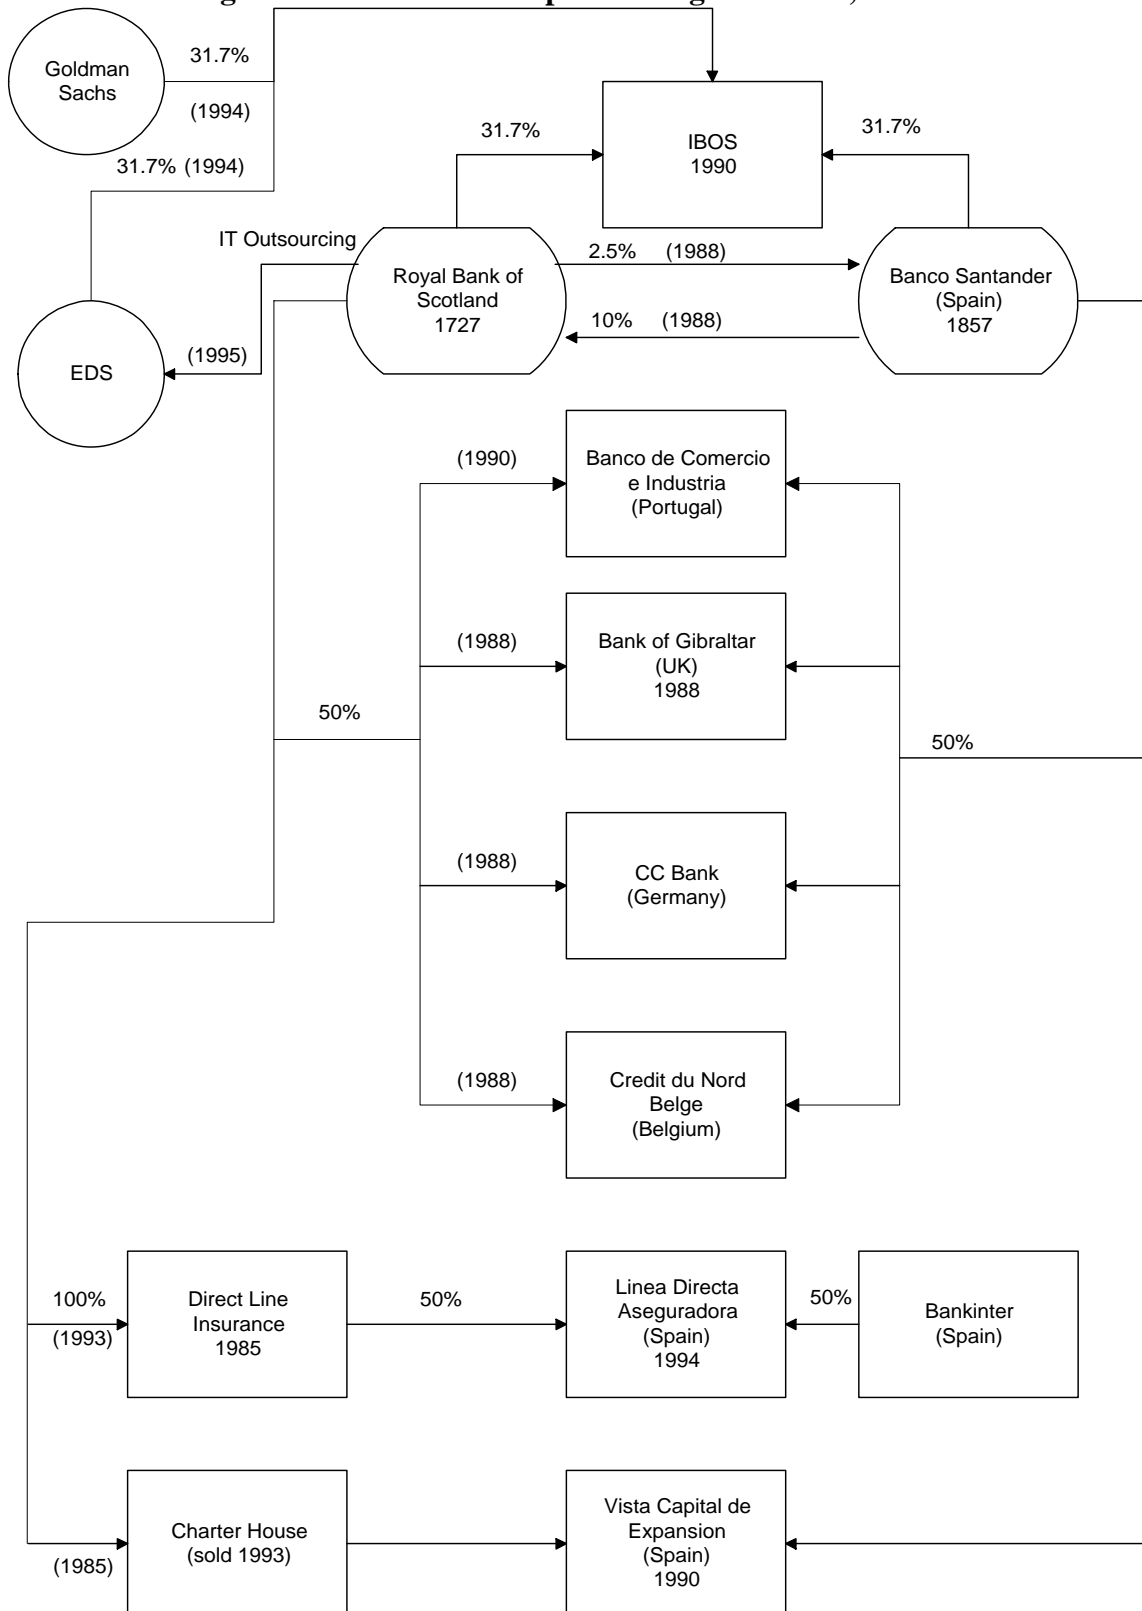 31.7%
Goldman
Sachs
(1994)
31.7% (1994)
31.7%
IBOS
1990
31.7%
IT Outsourcing
Royal Bank of
Scotland
1727
2.5% (1988)
10% (1988)
Banco Santander
(Spain)
1857
(1995)
EDS
(1990)
Banco de Comercio
e Industria
(Portugal)
(1988)
Bank of Gibraltar
(UK)
1988
50%
50%
(1988)
CC Bank
(Germany)
(1988)
Credit du Nord
Belge
(Belgium)
100%
(1993)
Direct Line
Insurance
1985
50%
Linea Directa
Aseguradora
(Spain)
1994
50%
Bankinter
(Spain)
(1985)
Charter House
(sold 1993)
Vista Capital de
Expansion
(Spain)
1990